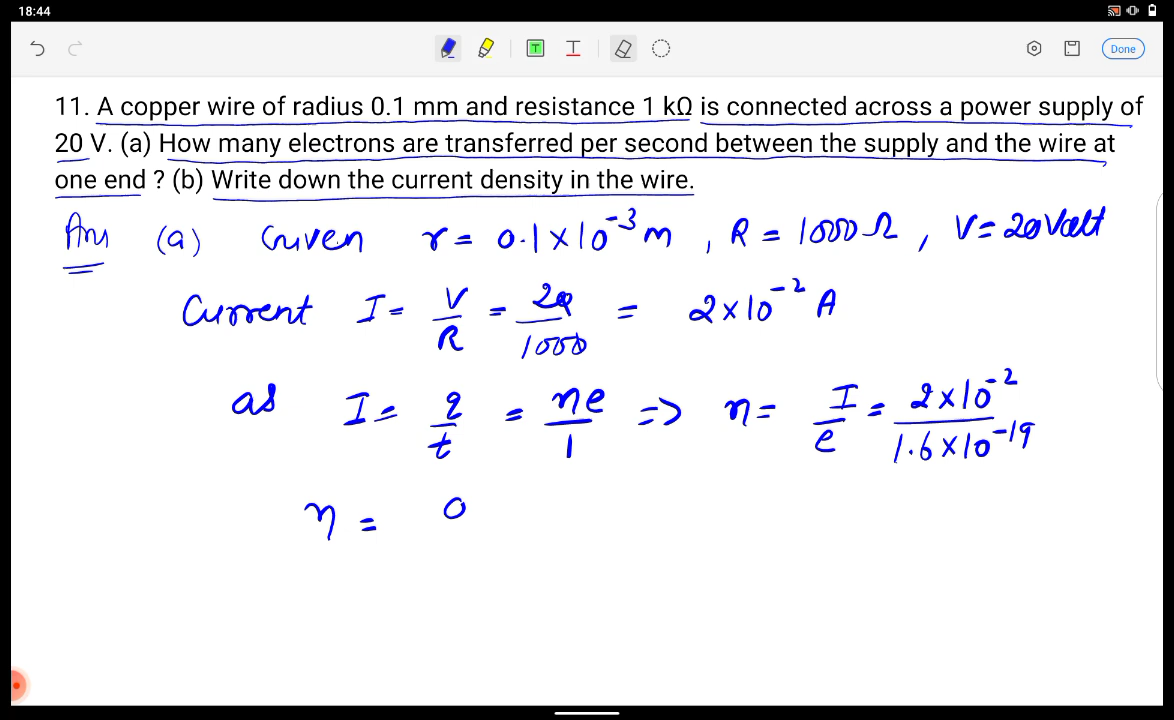 18:44
Done
11. A copper wire of radius 0.1 mm and resistance 1 kΩ is connected across a power supply of
20 V. (a) How many electrons are transferred per second between the supply and the wire at
one end ? (b) Write down the current density in the wire.
Ans (a) Given r = 0.1×10⁻³ m , R = 1000 Ω , V = 20 Volt
Current I = V/R = 20/1000 = 2×10⁻² A
as I = q/t = ne/1 => n = I/e = 2×10⁻²/1.6×10⁻¹⁹
n = 0